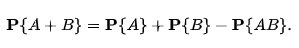 P{A + B} = P{A} + P{B} − P{AB}.